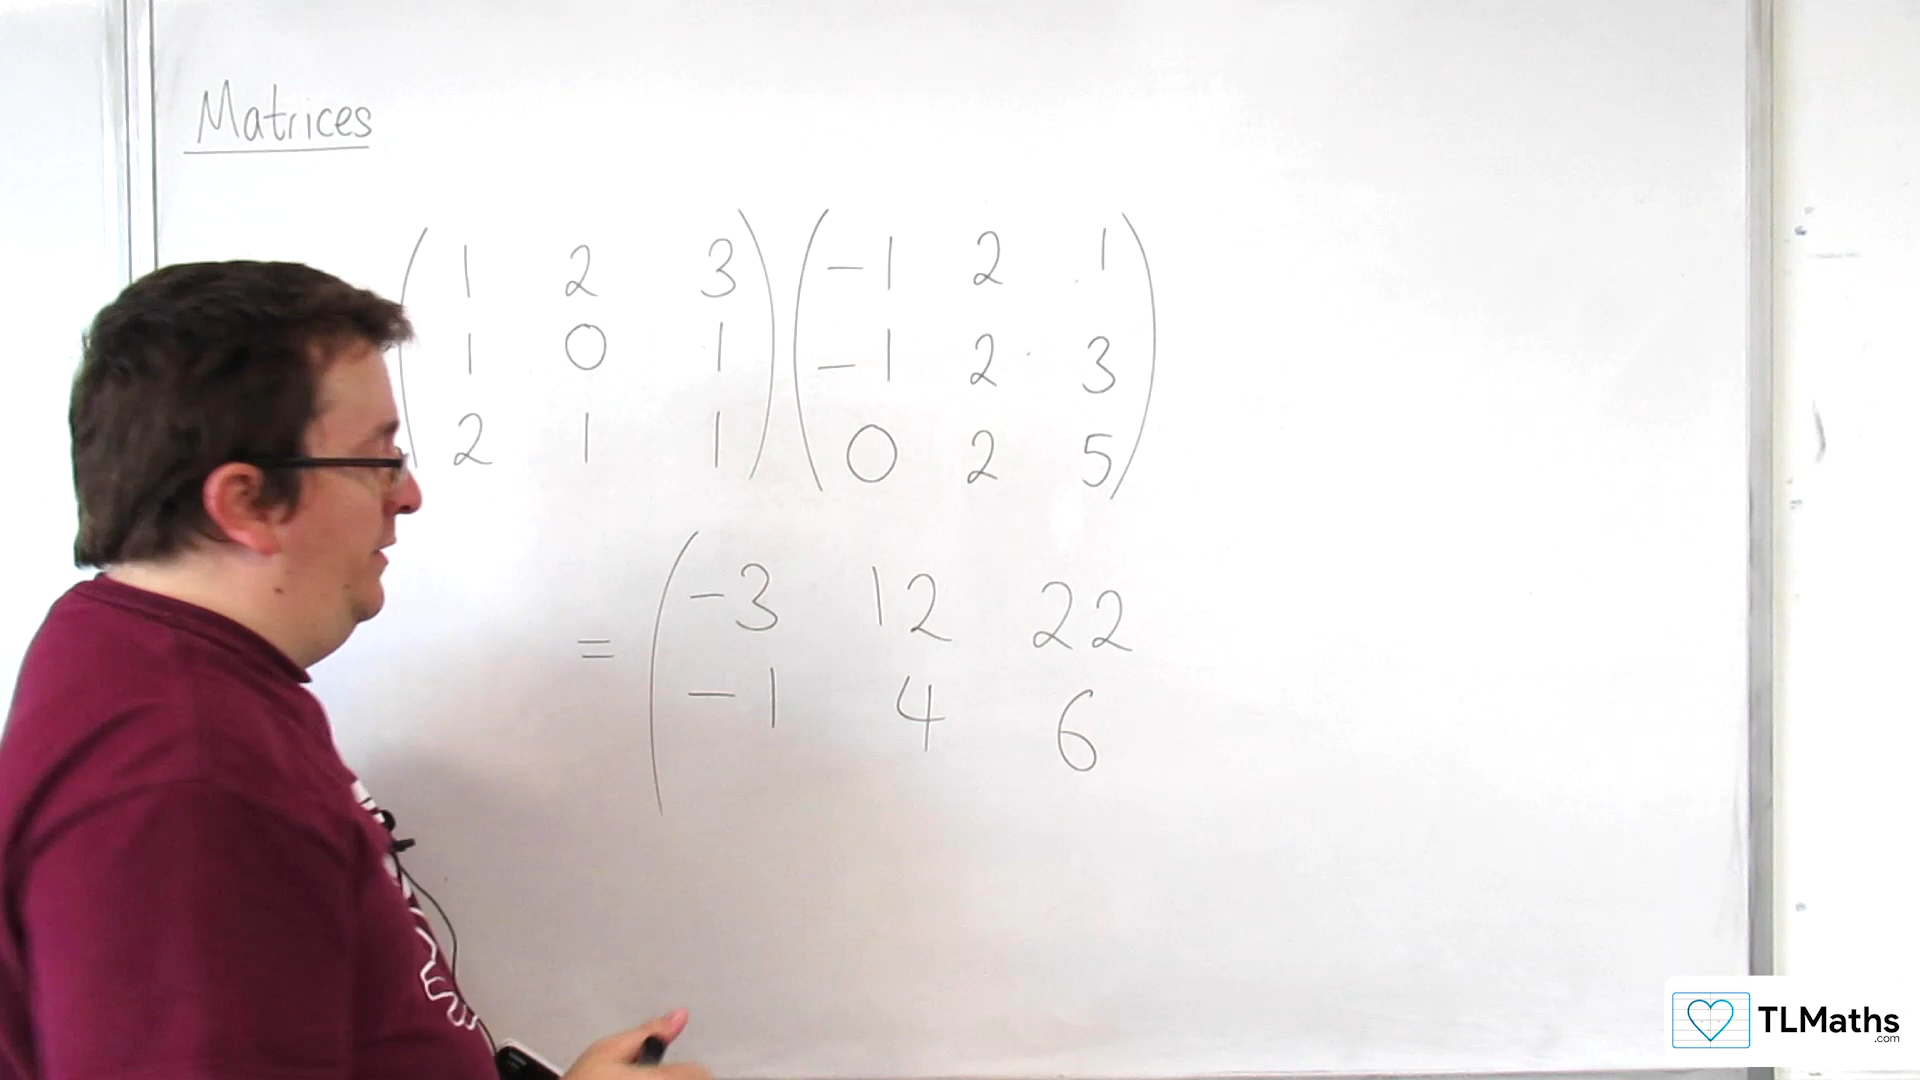 Matrices
( 1 2 3 ) ( -1 2 1 )
1 0 1 -1 2 3
2 1 1 0 2 5
= ( -3 12 22
-1 4 6
TLMaths
.com